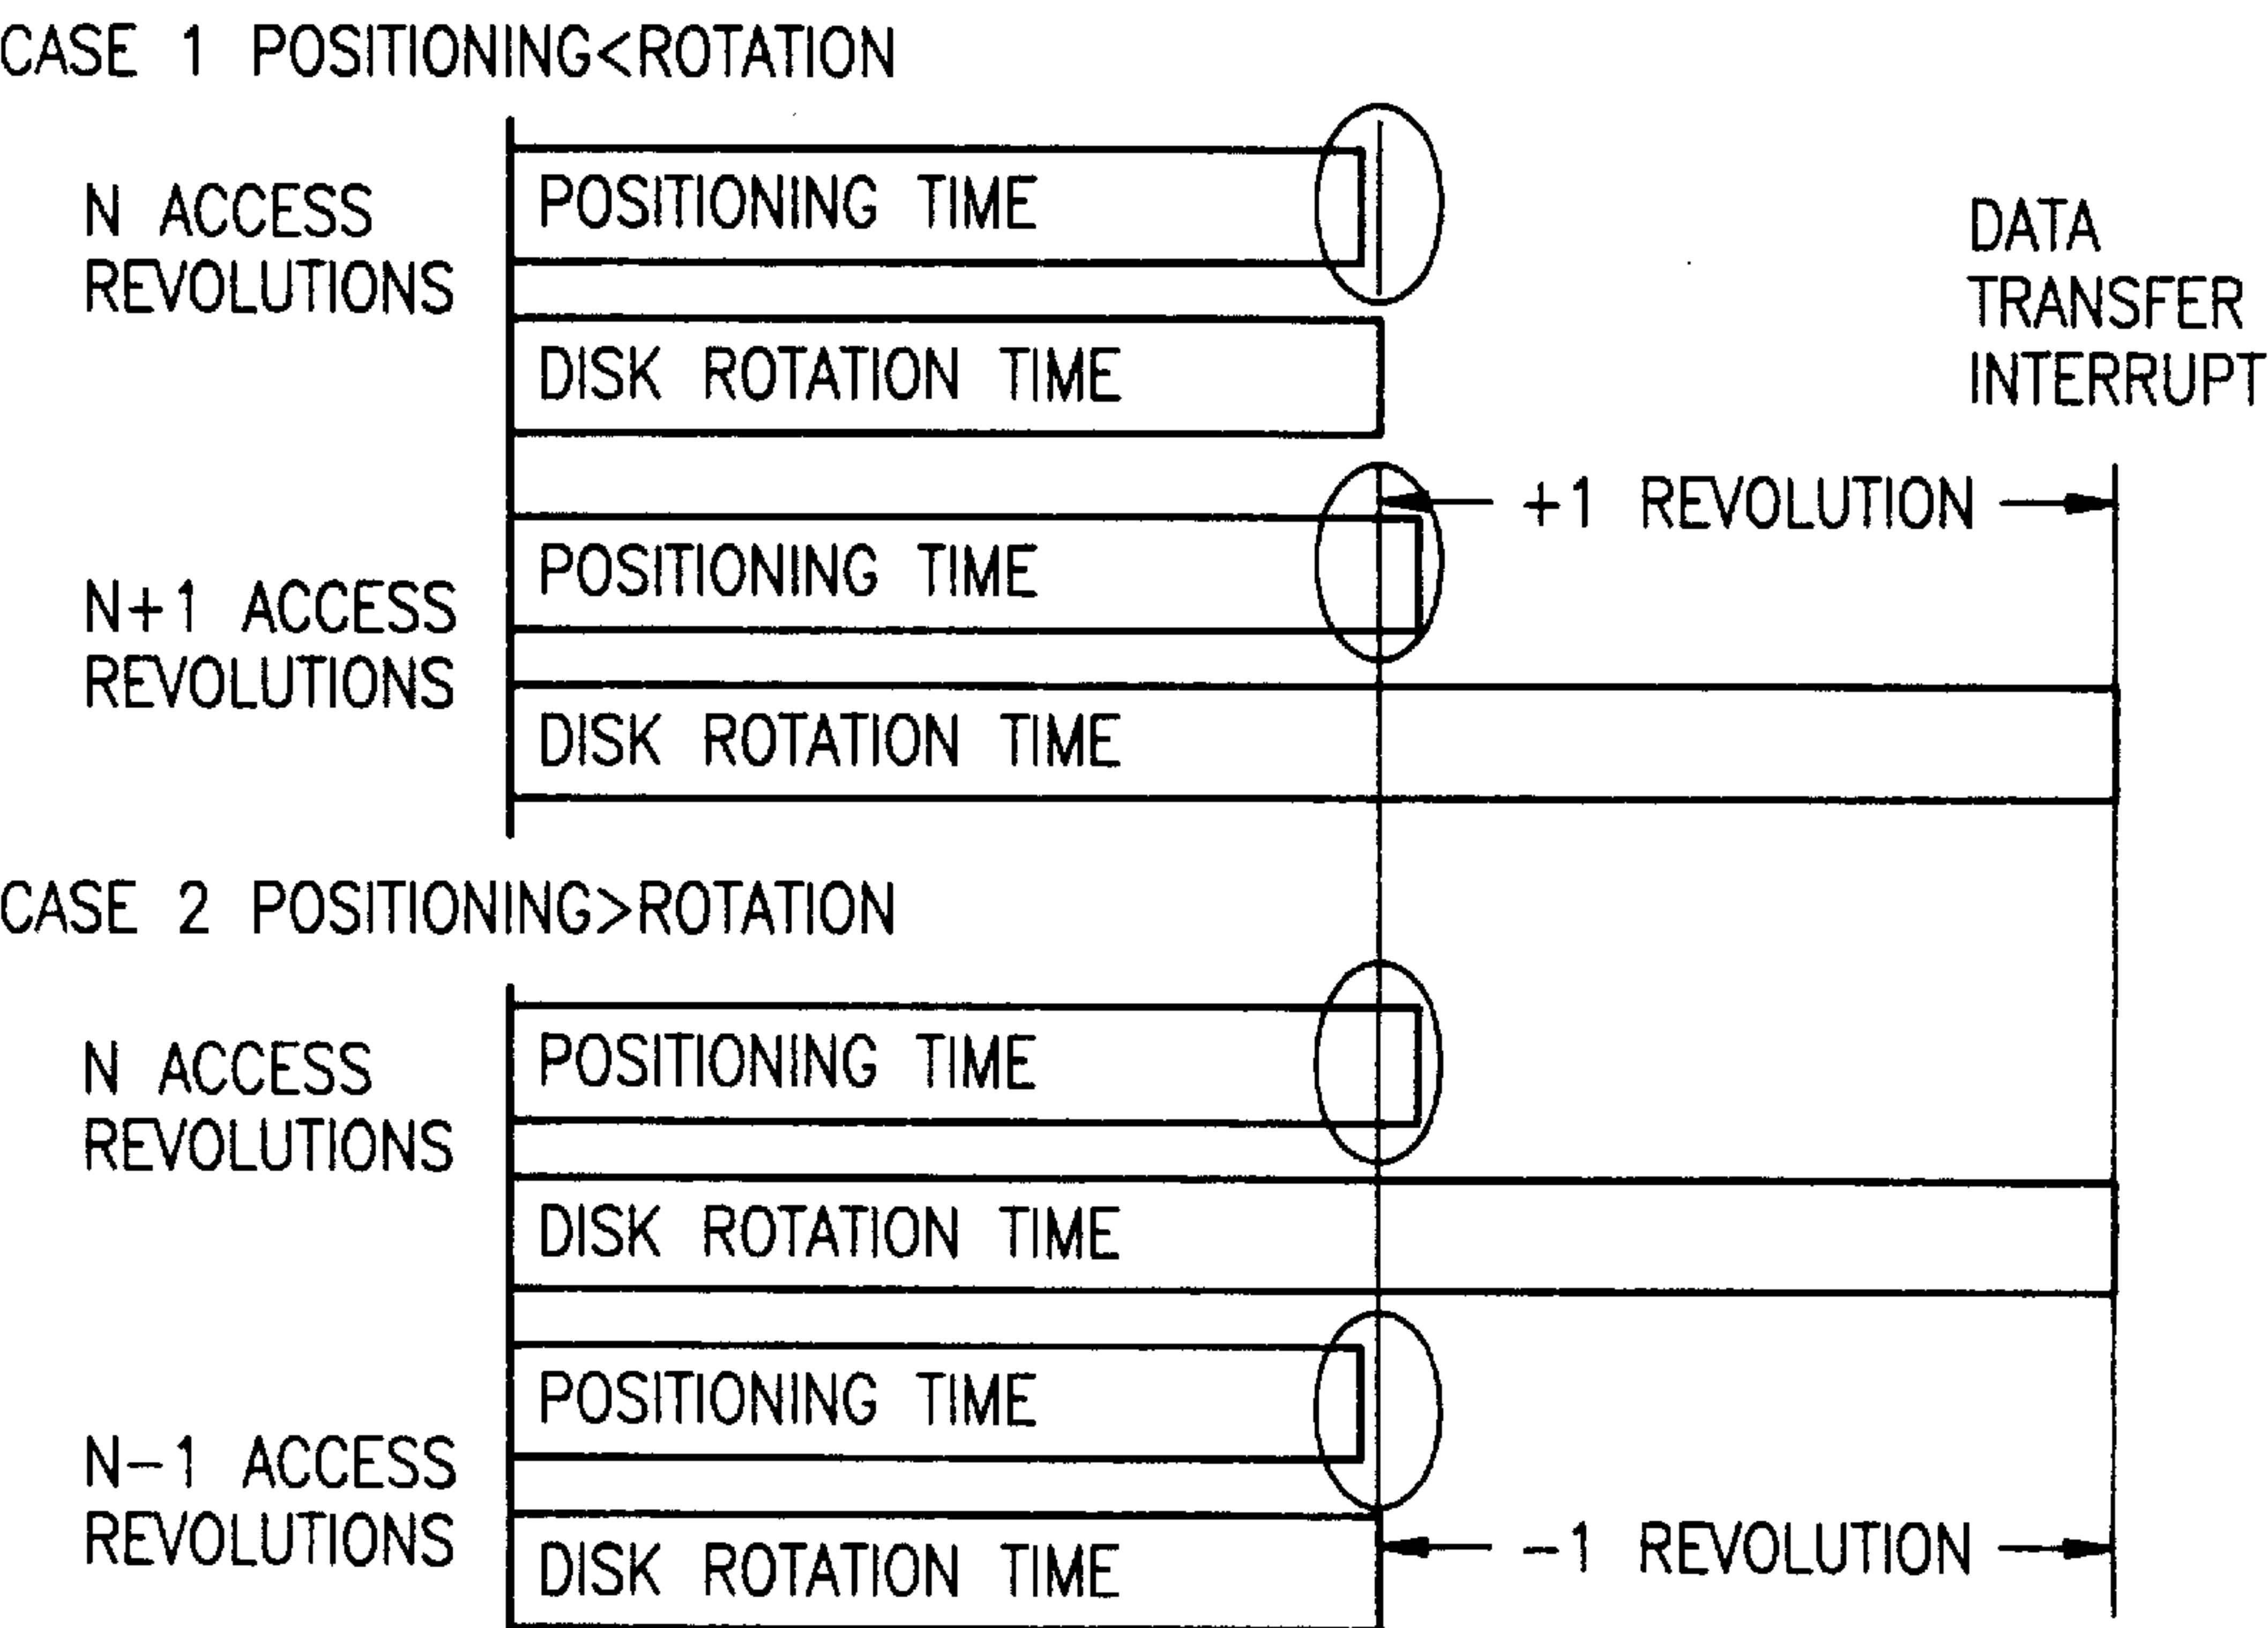 CASE 1 POSITIONING<ROTATION
N ACCESS
REVOLUTIONS
POSITIONING TIME
DISK ROTATION TIME
DATA
TRANSFER
INTERRUPT
+1 REVOLUTION
N+1 ACCESS
REVOLUTIONS
POSITIONING TIME
DISK ROTATION TIME
CASE 2 POSITIONING>ROTATION
N ACCESS
REVOLUTIONS
POSITIONING TIME
DISK ROTATION TIME
N-1 ACCESS
REVOLUTIONS
POSITIONING TIME
DISK ROTATION TIME
-1 REVOLUTION